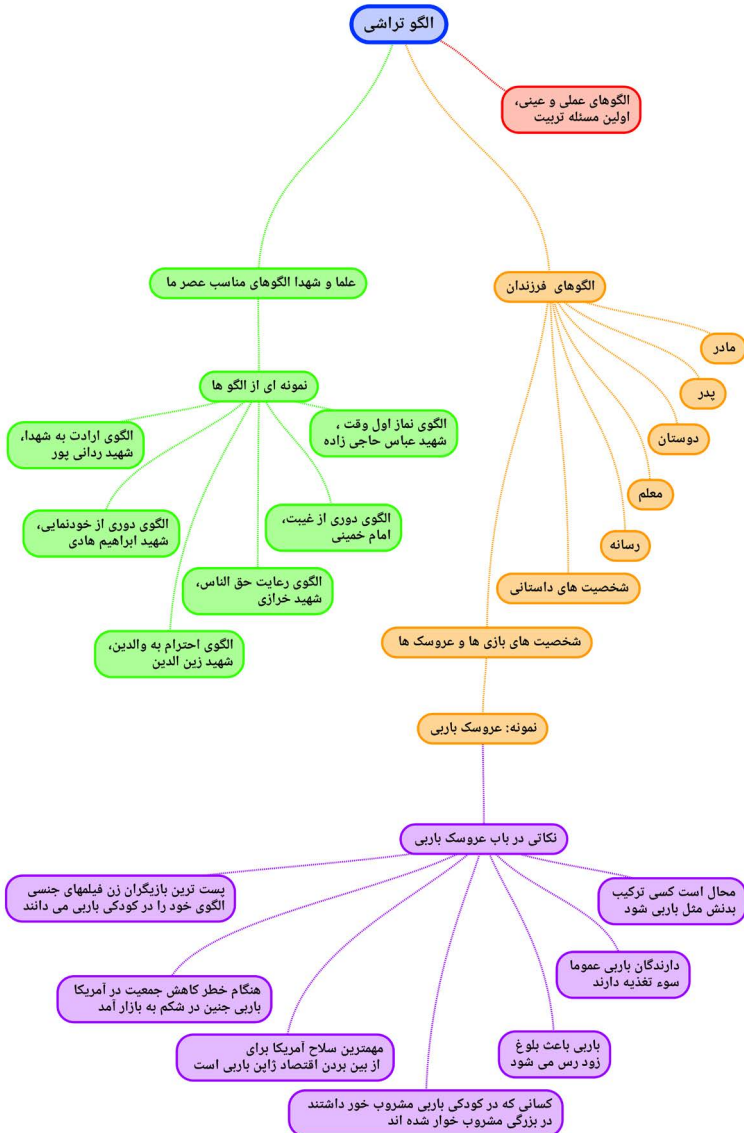 الگو تراشی
الگوهای عملی و عینی،
اولین مسئله تربیت
الگوهای فرزندان
مادر
پدر
دوستان
معلم
رسانه
شخصیت های داستانی
شخصیت های بازی ها و عروسک ها
نمونه: عروسک باربی
نکاتی در باب عروسک باربی
محال است کسی ترکیب
بدنش مثل باربی شود
دارندگان باربی عموما
سوء تغذیه دارند
باربی باعث بلوغ
زود رس می شود
کسانی که در کودکی باربی مشروب خور داشتند
در بزرگی مشروب خوار شده اند
مهمترین سلاح آمریکا برای
از بین بردن اقتصاد ژاپن باربی است
هنگام خطر کاهش جمعیت در آمریکا
باربی جنین در شکم به بازار آمد
پست ترین بازیگران زن فیلمهای جنسی
الگوی خود را در کودکی باربی می دانند
علما و شهدا الگوهای مناسب عصر ما
نمونه ای از الگو ها
الگوی نماز اول وقت ،
شهید عباس حاجی زاده
الگوی دوری از غیبت،
امام خمینی
الگوی رعایت حق الناس،
شهید خرازی
الگوی احترام به والدین،
شهید زین الدین
الگوی دوری از خودنمایی،
شهید ابراهیم هادی
الگوی ارادت به شهدا،
شهید ردانی پور